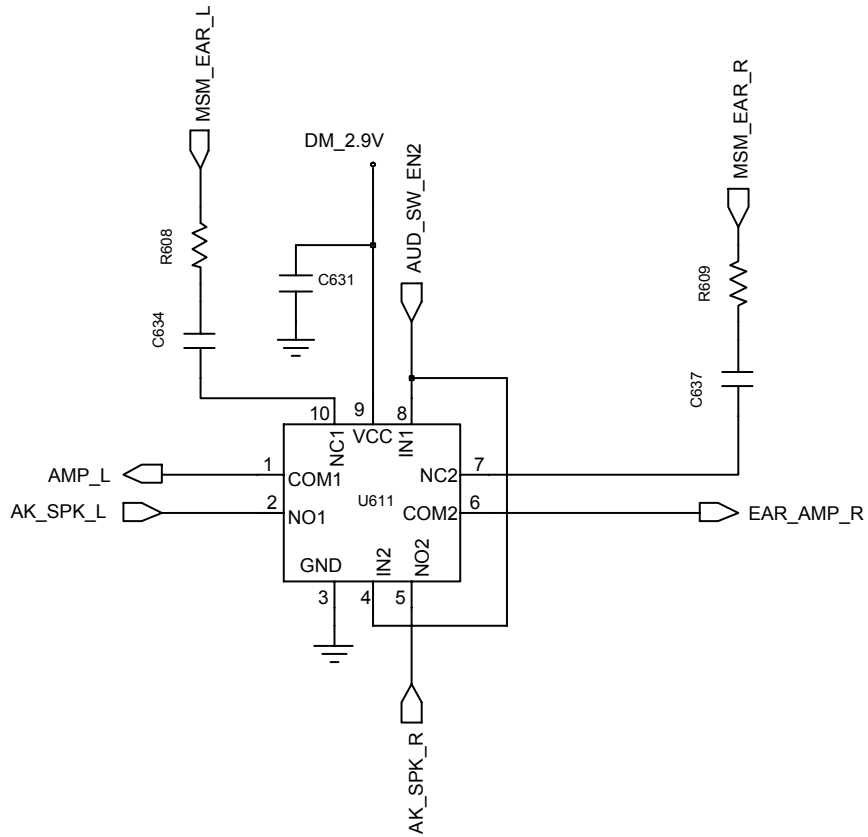 MSM_EAR_L
MSM_EAR_R
DM_2.9V
AUD_SW_EN2
R608
C631
R609
C634
C637
10
9
8
NC1
VCC
IN1
1
7
AMP_L
COM1
NC2
2
U611
6
AK_SPK_L
NO1
COM2
EAR_AMP_R
GND
IN2
NO2
3
4
5
AK_SPK_R